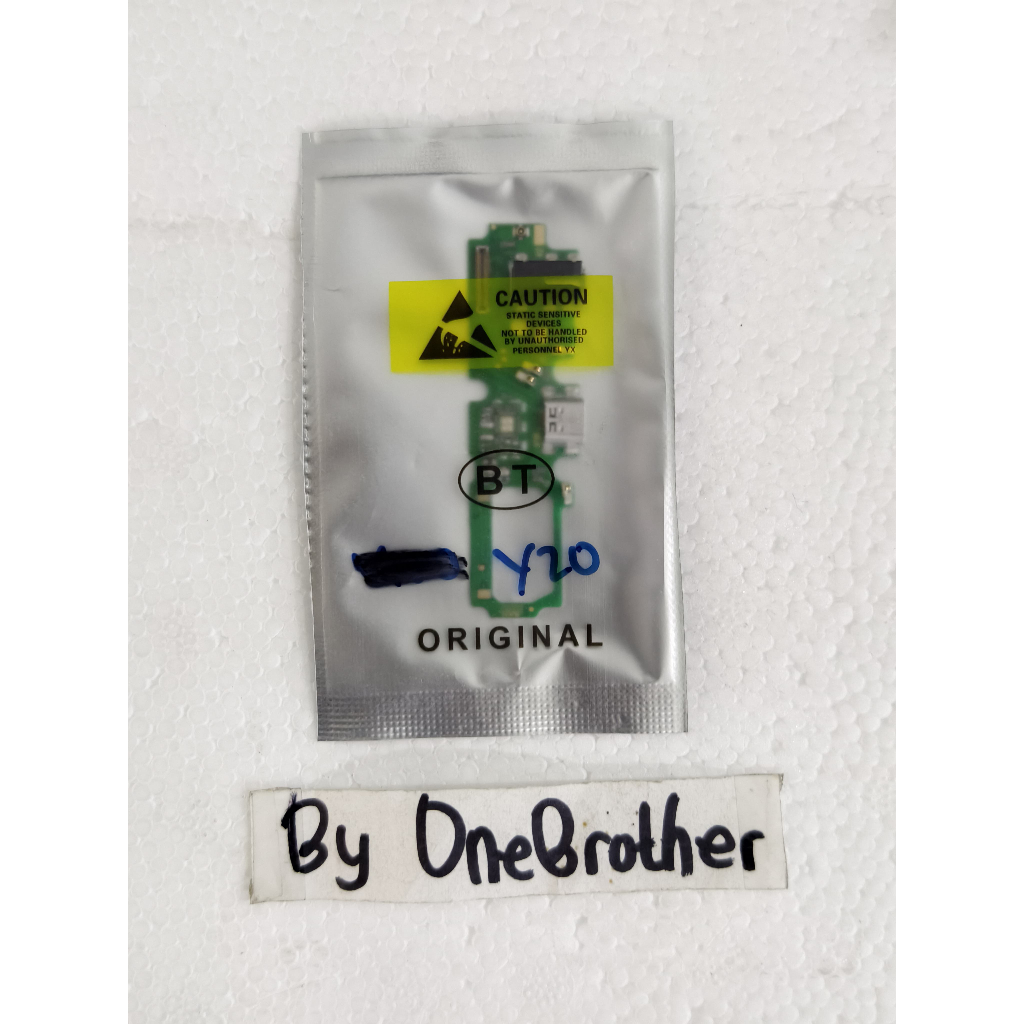 CAUTION
STATIC SENSITIVE
DEVICES
NOT TO BE HANDLED
BY UNAUTHORISED
PERSONNEL YX
BT
Y20
ORIGINAL
By OneBrother